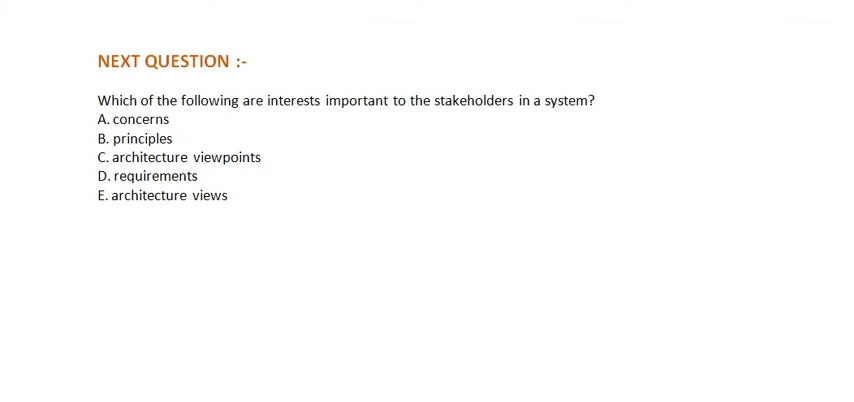 NEXT QUESTION :-
Which of the following are interests important to the stakeholders in a system?
A. concerns
B. principles
C. architecture viewpoints
D. requirements
E. architecture views